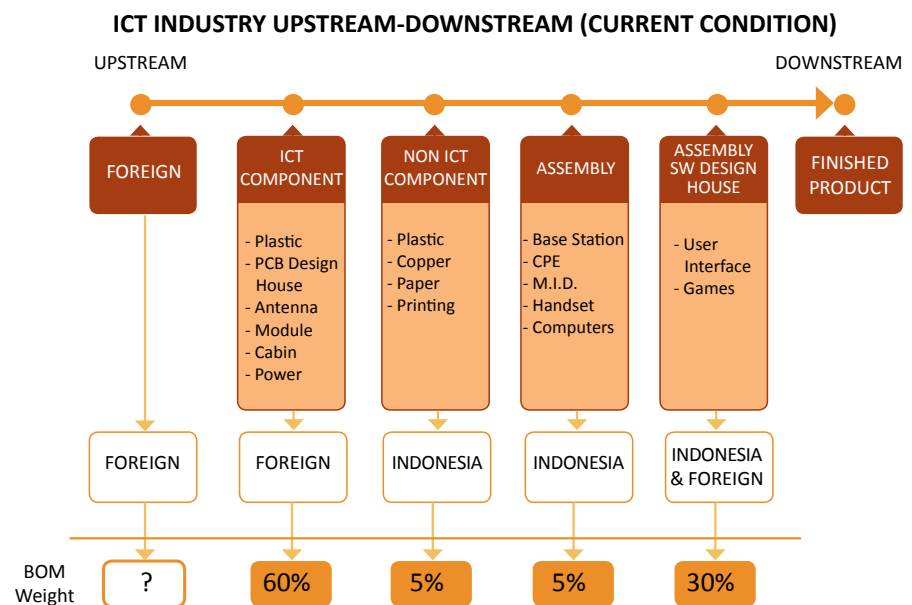 ICT INDUSTRY UPSTREAM-DOWNSTREAM (CURRENT CONDITION)
UPSTREAM
DOWNSTREAM
FOREIGN
ICT
COMPONENT
- Plastic
- PCB Design
House
- Antenna
- Module
- Cabin
- Power
NON ICT
COMPONENT
- Plastic
- Copper
- Paper
- Printing
ASSEMBLY
- Base Station
- CPE
- M.I.D.
- Handset
- Computers
ASSEMBLY
SW DESIGN
HOUSE
- User
Interface
- Games
FINISHED
PRODUCT
FOREIGN
FOREIGN
INDONESIA
INDONESIA
INDONESIA
& FOREIGN
BOM
Weight
?
60%
5%
5%
30%